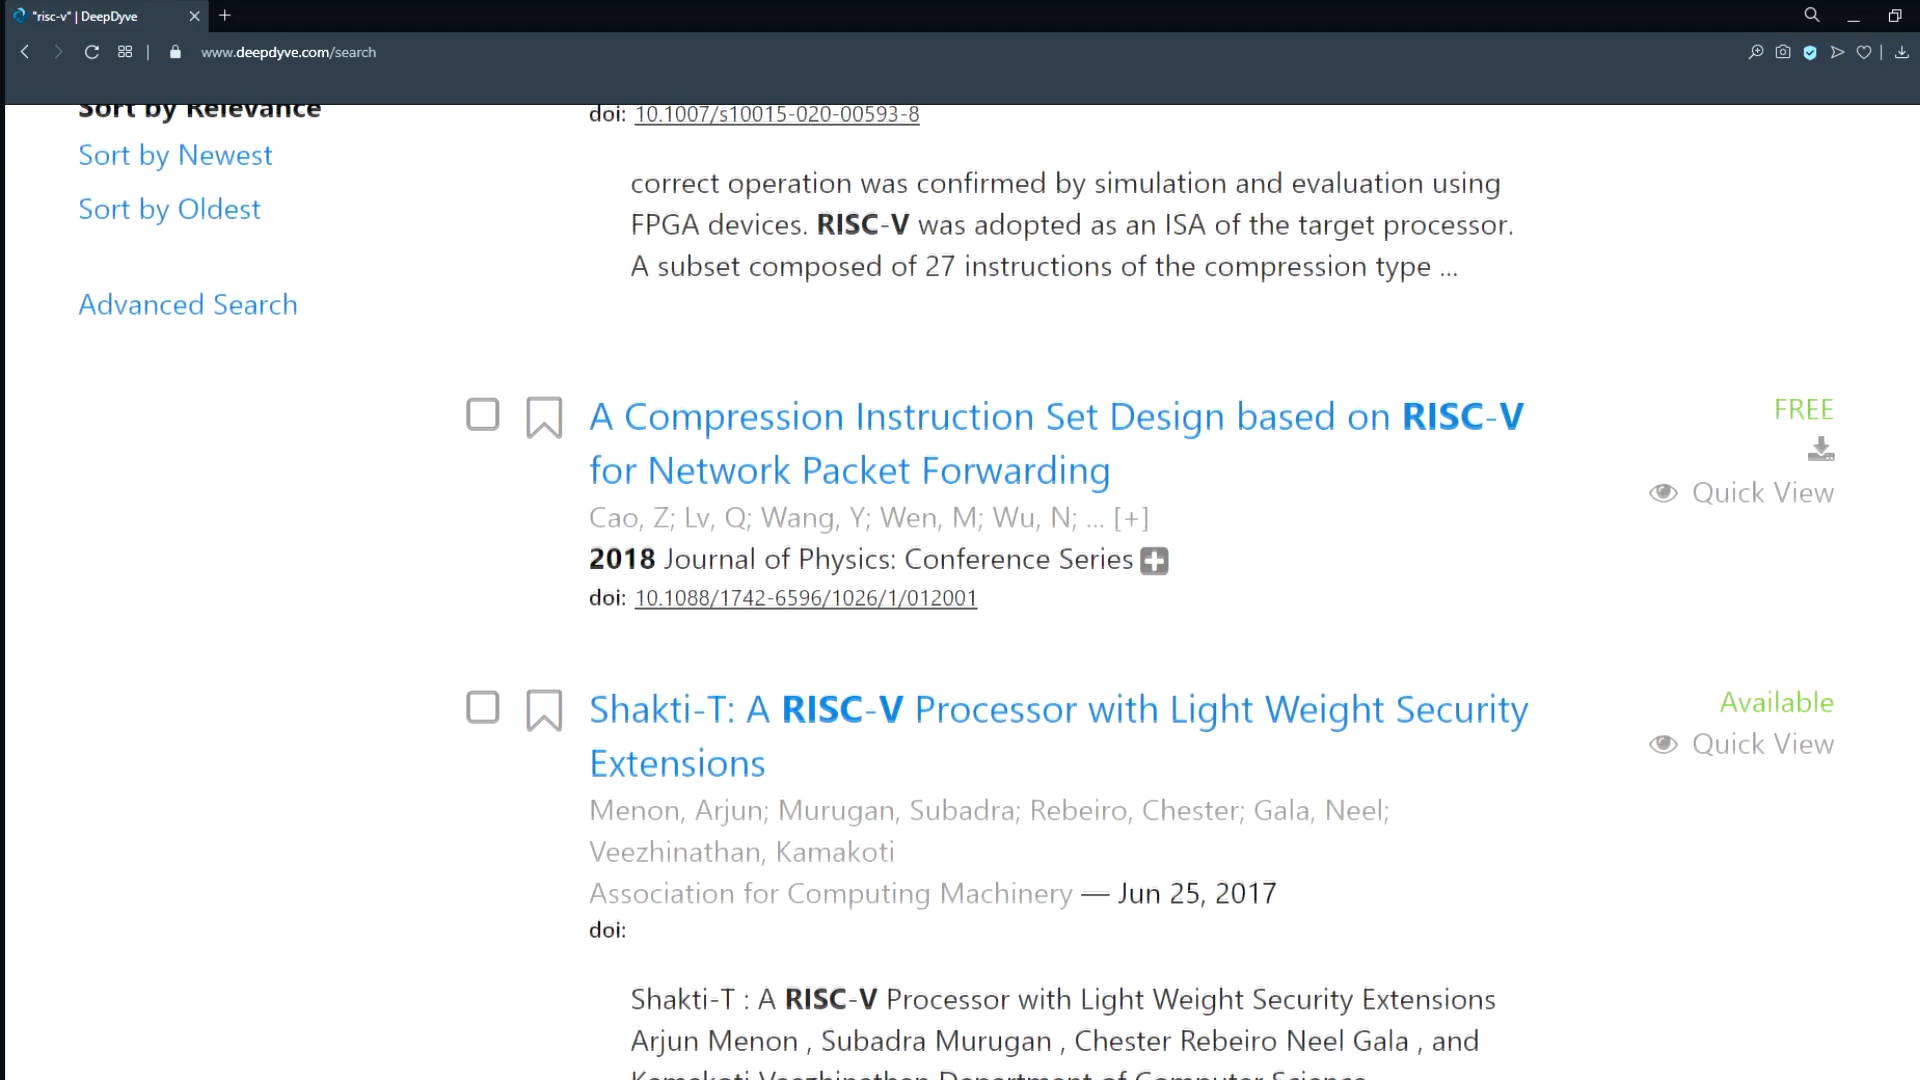 "risc-v" | DeepDyve
www.deepdyve.com/search
Sort by Relevance
Sort by Newest
Sort by Oldest
Advanced Search
doi: 10.1007/s10015-020-00593-8
correct operation was confirmed by simulation and evaluation using
FPGA devices. RISC-V was adopted as an ISA of the target processor.
A subset composed of 27 instructions of the compression type ...
A Compression Instruction Set Design based on RISC-V
for Network Packet Forwarding
Cao, Z; Lv, Q; Wang, Y; Wen, M; Wu, N; ... [+]
2018 Journal of Physics: Conference Series
doi: 10.1088/1742-6596/1026/1/012001
FREE
Quick View
Shakti-T: A RISC-V Processor with Light Weight Security
Extensions
Menon, Arjun; Murugan, Subadra; Rebeiro, Chester; Gala, Neel;
Veezhinathan, Kamakoti
Association for Computing Machinery — Jun 25, 2017
doi:
Available
Quick View
Shakti-T : A RISC-V Processor with Light Weight Security Extensions
Arjun Menon , Subadra Murugan , Chester Rebeiro Neel Gala , and
Kamakoti Veezhinathan Department of Computer Science